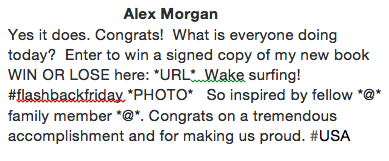 Alex Morgan
Yes it does. Congrats!  What is everyone doing
today?  Enter to win a signed copy of my new book
WIN OR LOSE here: *URL*  Wake surfing!
#flashbackfriday *PHOTO*   So inspired by fellow *@*
family member *@*. Congrats on a tremendous
accomplishment and for making us proud. #USA